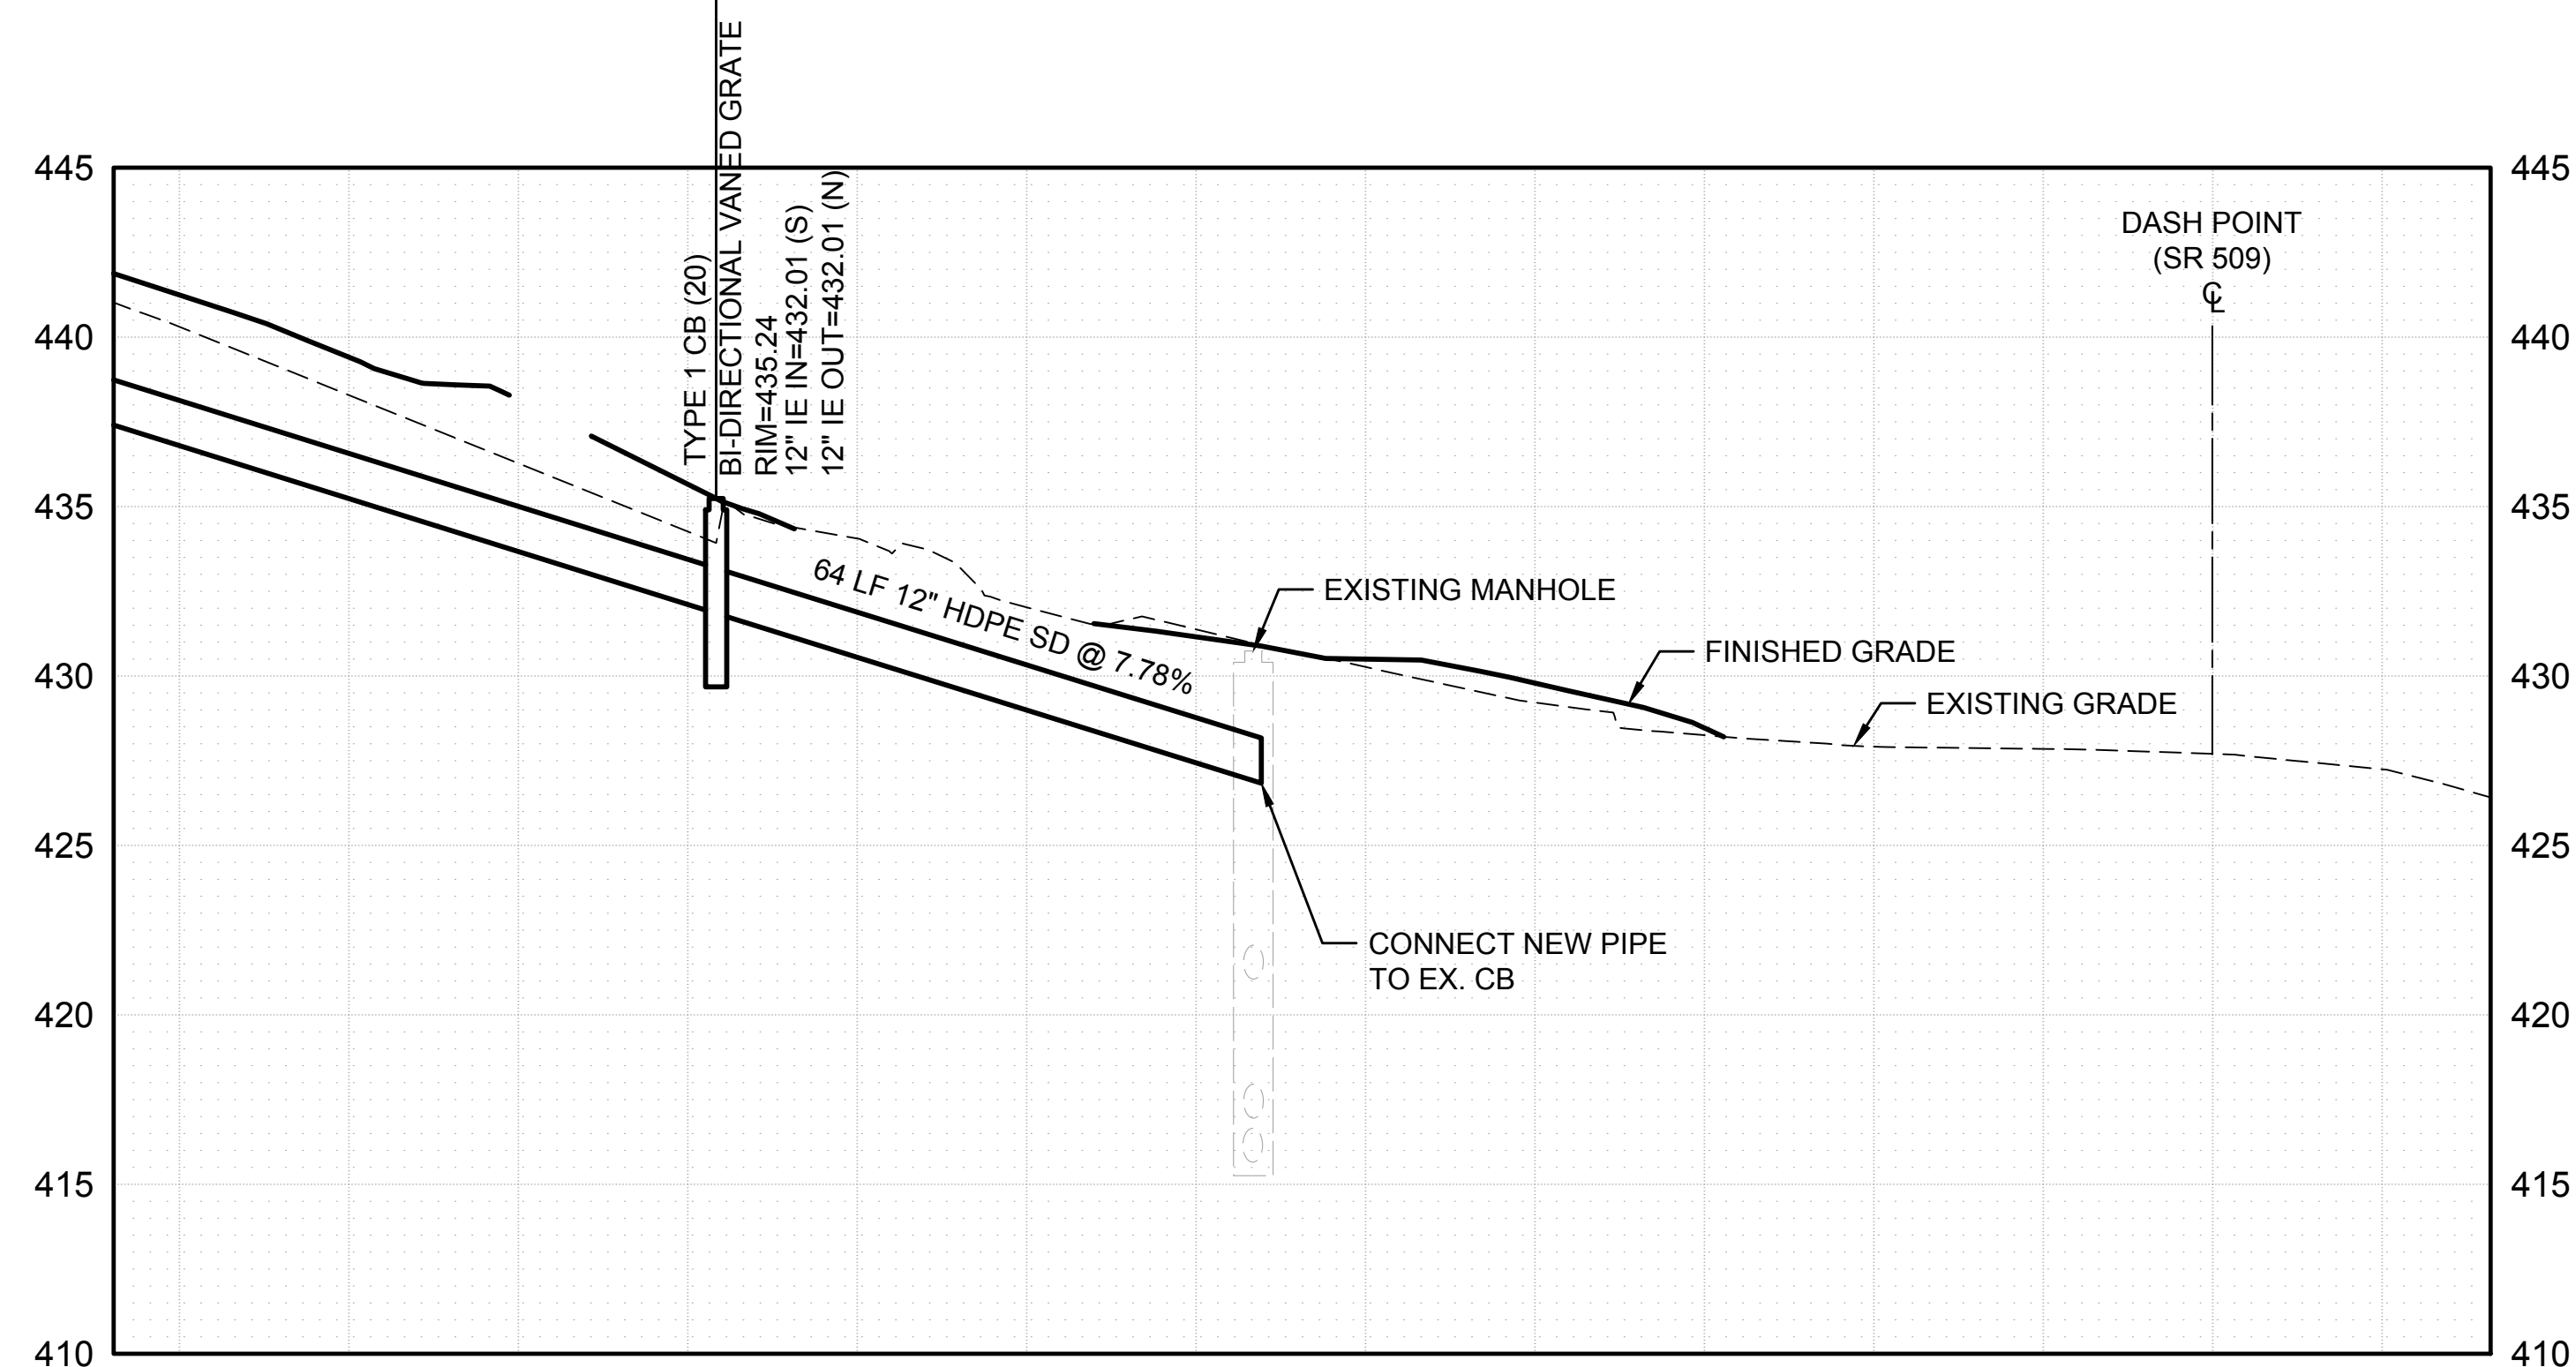 TYPE 1 CB (20)
BI-DIRECTIONAL VANED GRATE
RIM=435.24
12" IE IN=432.01 (S)
12" IE OUT=432.01 (N)
445
445
DASH POINT
(SR 509)
℄
440
440
435
435
64 LF 12" HDPE SD @ 7.78%
EXISTING MANHOLE
FINISHED GRADE
430
430
EXISTING GRADE
425
425
CONNECT NEW PIPE
TO EX. CB
420
420
415
415
410
410